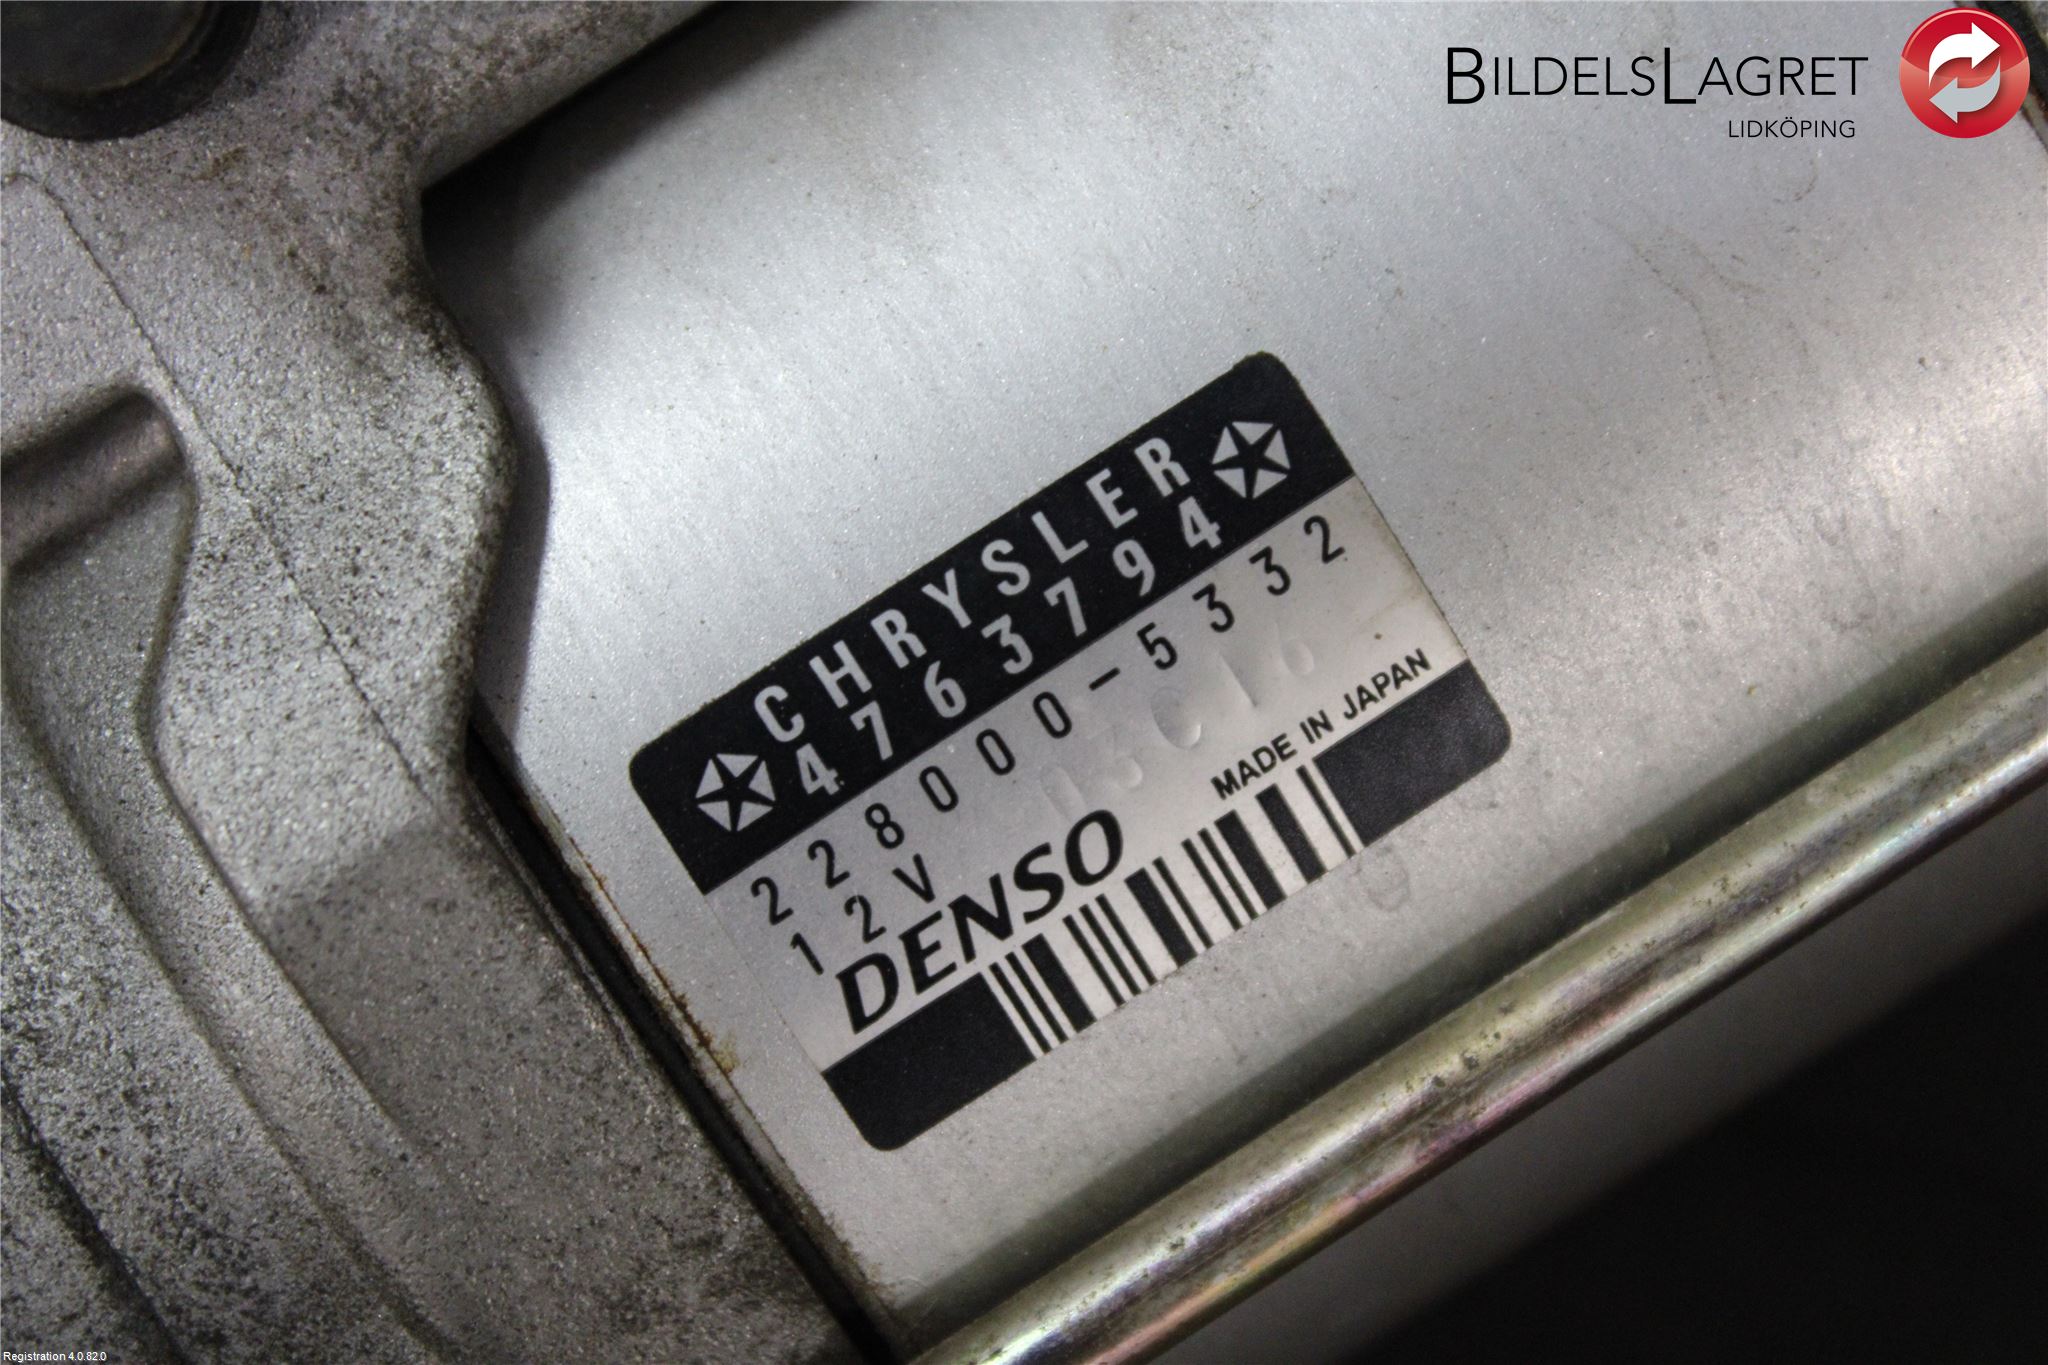 BILDELSLAGRET
LIDKÖPING
CHRYSLER
4763794
228000-5332
12V
DENSO
MADE IN JAPAN
Registration 4.0.82.0